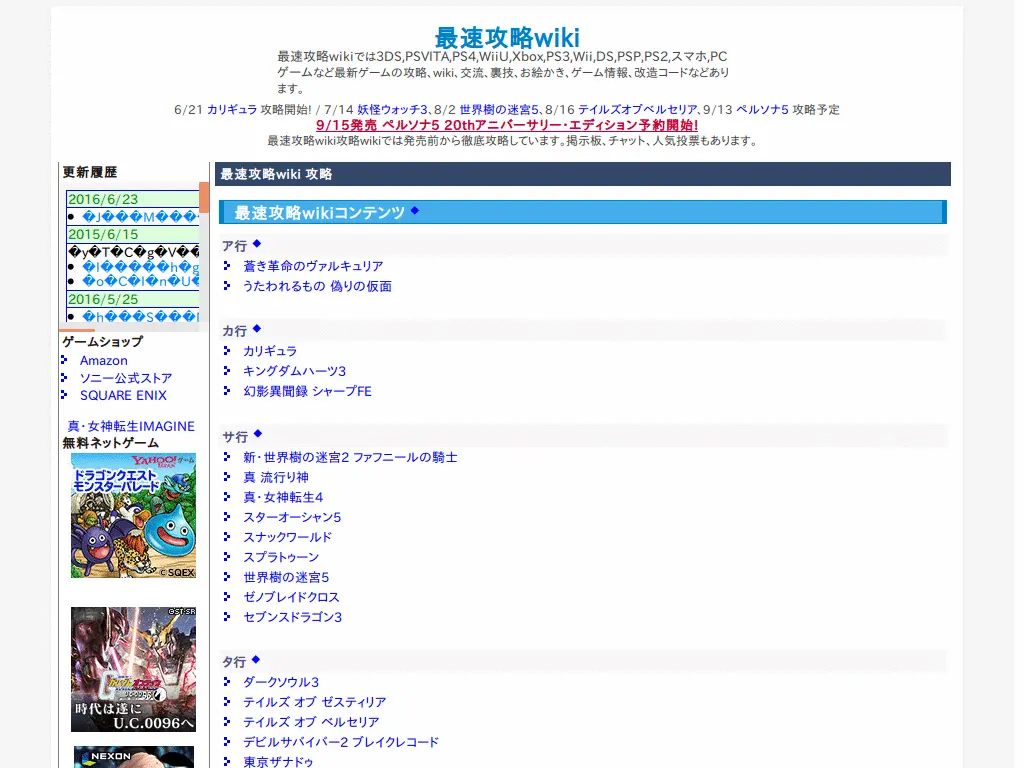 最速攻略wiki
最速攻略wikiでは3DS,PSVITA,PS4,WiiU,Xbox,PS3,Wii,DS,PSP,PS2,スマホ,PC
ゲームなど最新ゲームの攻略、wiki、交流、裏技、お絵かき、ゲーム情報、改造コードなどあり
ます。
6/21 カリギュラ 攻略開始! / 7/14 妖怪ウォッチ3、8/2 世界樹の迷宮5、8/16 テイルズオブベルセリア、9/13 ペルソナ5 攻略予定
9/15発売 ペルソナ5 20thアニバーサリー・エディション予約開始!
最速攻略wiki攻略wikiでは発売前から徹底攻略しています。掲示板、チャット、人気投票もあります。
更新履歴
2016/6/23
�J���M����
2015/6/15
�y�T�C�g�V��
�l�����h�g
�o�C�l�n�U�
2016/5/25
�h���S���
ゲームショップ
Amazon
ソニー公式ストア
SQUARE ENIX
真・女神転生IMAGINE
無料ネットゲーム
YAHOO!ゲーム
JAPAN
ドラゴンクエスト
モンスターパレード
©SQEX
©ST・SR
時代は遂に
U.C.0096へ
NEXON
最速攻略wiki 攻略
最速攻略wikiコンテンツ
ア行
蒼き革命のヴァルキュリア
うたわれるもの 偽りの仮面
カ行
カリギュラ
キングダムハーツ3
幻影異聞録 シャープFE
サ行
新・世界樹の迷宮2 ファフニールの騎士
真 流行り神
真・女神転生4
スターオーシャン5
スナックワールド
スプラトゥーン
世界樹の迷宮5
ゼノブレイドクロス
セブンスドラゴン3
タ行
ダークソウル3
テイルズ オブ ゼスティリア
テイルズ オブ ベルセリア
デビルサバイバー2 ブレイクレコード
東京ザナドゥ